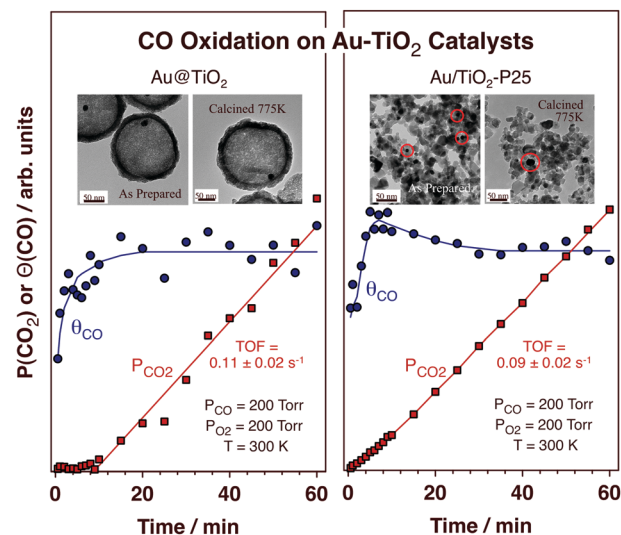 CO Oxidation on Au-TiO2 Catalysts
Au@TiO2
Calcined 775K
As Prepared
50 nm
50 nm
P(CO2) or Θ(CO) / arb. units
θCO
PCO2
TOF =
0.11 ± 0.02 s-1
PCO = 200 Torr
PO2 = 200 Torr
T = 300 K
0 20 40 60
Time / min
Au/TiO2-P25
Calcined
775K
As Prepared
50 nm
50 nm
θCO
PCO2
TOF =
0.09 ± 0.02 s-1
PCO = 200 Torr
PO2 = 200 Torr
T = 300 K
0 20 40 60
Time / min